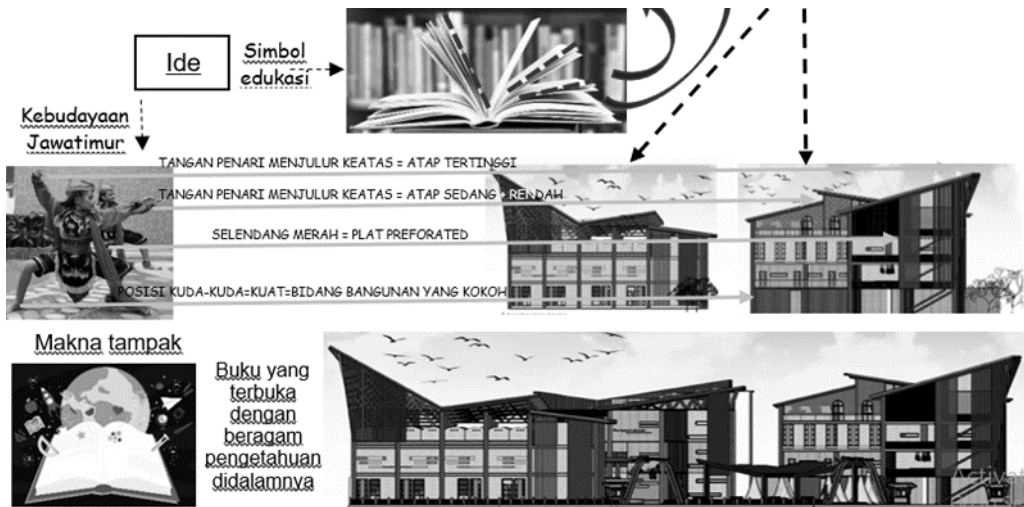 Ide
Simbol
edukasi
Kebudayaan
Jawatimur
TANGAN PENARI MENJULUR KEATAS = ATAP TERTINGGI
TANGAN PENARI MENJULUR KEATAS = ATAP SEDANG + RENDAH
SELENDANG MERAH = PLAT PREFORATED
POSISI KUDA-KUDA=KUAT=BIDANG BANGUNAN YANG KOKOH
Makna tampak
Buku yang
terbuka
dengan
beragam
pengetahuan
didalamnya